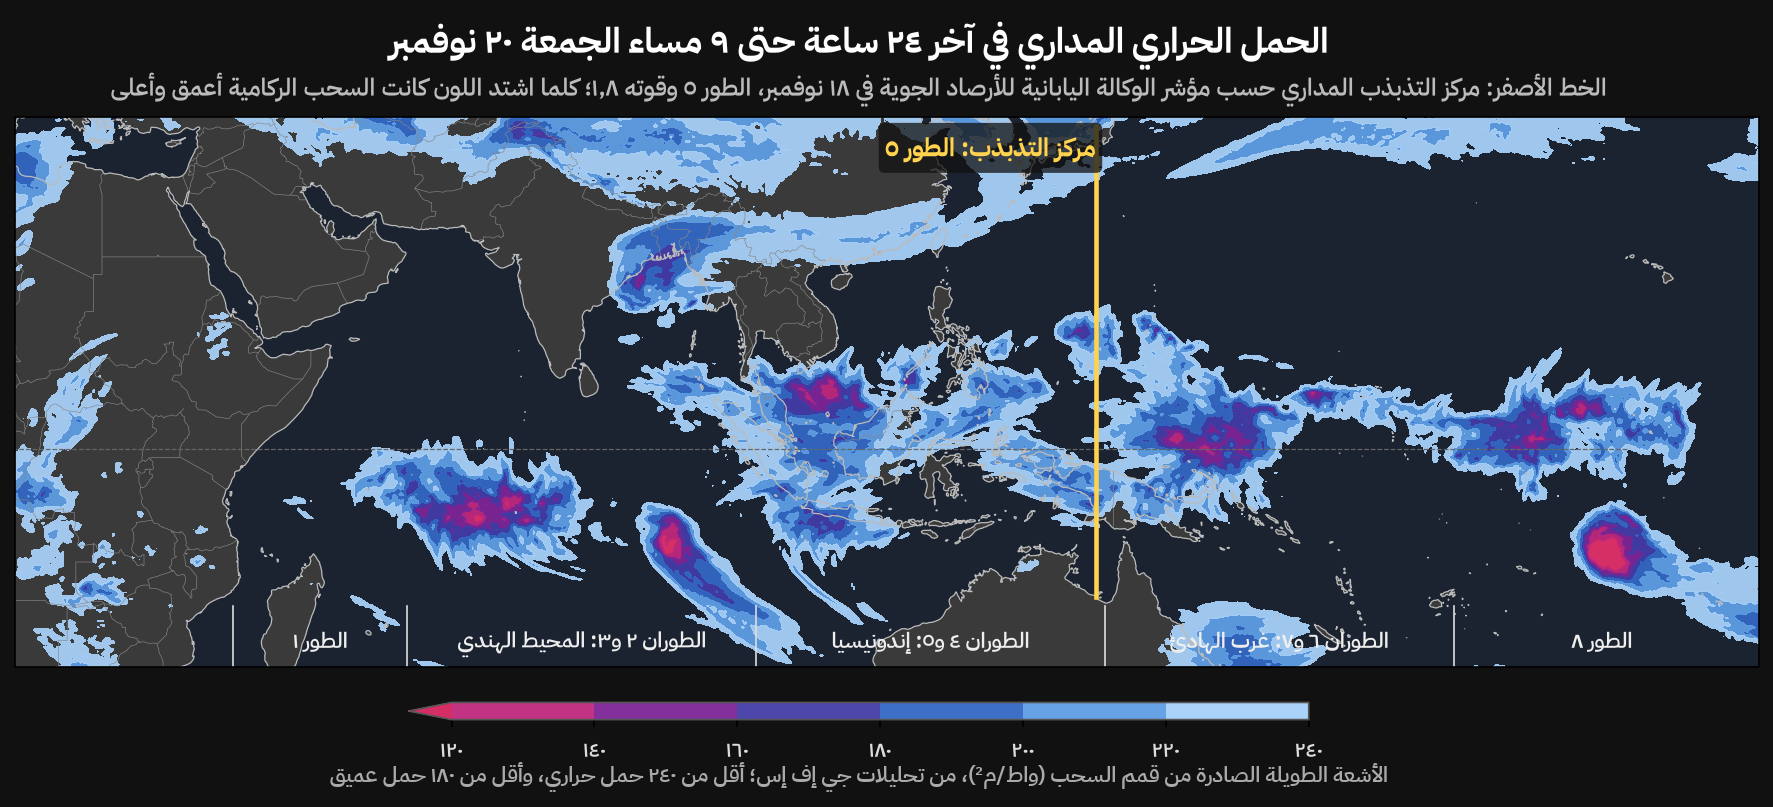 الحمل الحراري المداري في آخر ٢٤ ساعة حتى ٩ مساء الجمعة ٢٠ نوفمبر
الخط الأصفر: مركز التذبذب المداري حسب مؤشر الوكالة اليابانية للأرصاد الجوية في ١٨ نوفمبر، الطور ٥ وقوته ١,٨؛ كلما اشتد اللون كانت السحب الركامية أعمق وأعلى
مركز التذبذب: الطور ٥
الطور ١
الطوران ٢ و٣: المحيط الهندي
الطوران ٤ و٥: إندونيسيا
الطوران ٦ و٧: غرب الهادئ
الطور ٨
١٢٠ ١٤٠ ١٦٠ ١٨٠ ٢٠٠ ٢٢٠ ٢٤٠
الأشعة الطويلة الصادرة من قمم السحب (واط/م²)، من تحليلات جي إف إس؛ أقل من ٢٤٠ حمل حراري، وأقل من ١٨٠ حمل عميق